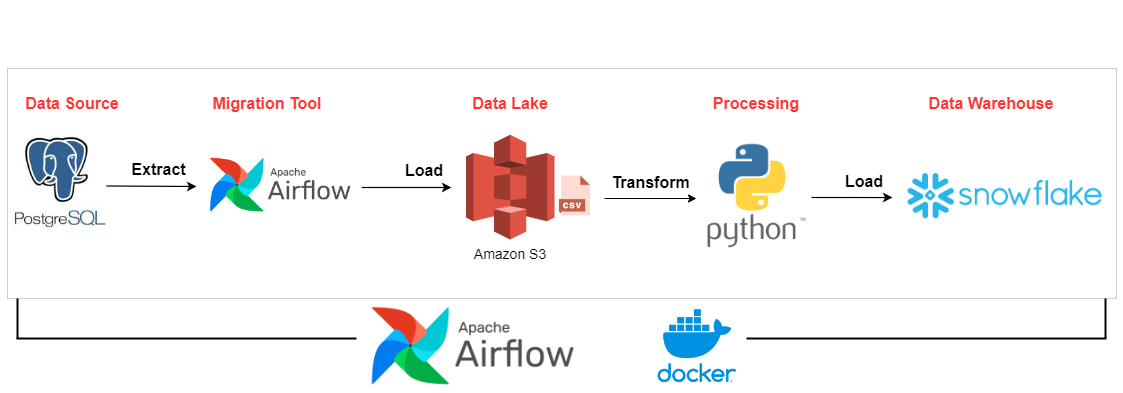 Data Source
Migration Tool
Data Lake
Processing
Data Warehouse
PostgreSQL
Extract
Apache
Airflow
Load
CSV
Amazon S3
Transform
python™
Load
snowflake
Apache
Airflow
docker